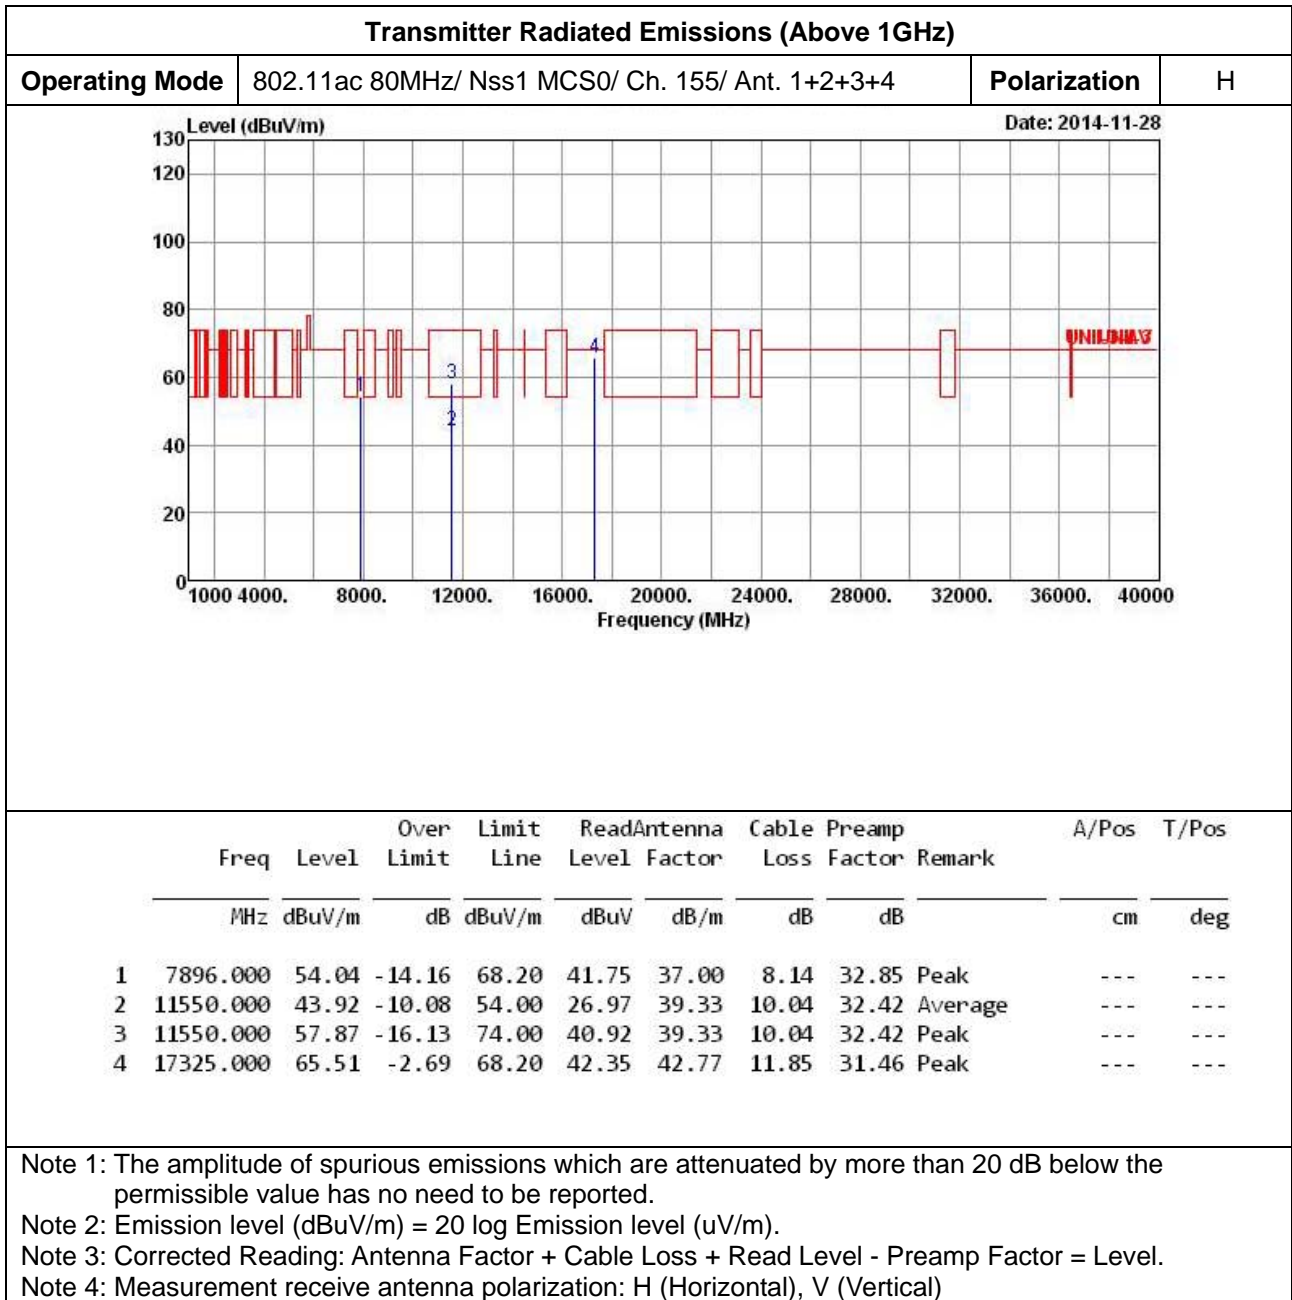 Transmitter Radiated Emissions (Above 1GHz)
Operating Mode 802.11ac 80MHz/ Nss1 MCS0/ Ch. 155/ Ant. 1+2+3+4 Polarization H
Level (dBuV/m) Date: 2014-11-28
130
120
100
80
60
40
20
0
1
2
3
4
1000 4000. 8000. 12000. 16000. 20000. 24000. 28000. 32000. 36000. 40000
Frequency (MHz)
Over Limit ReadAntenna Cable Preamp A/Pos T/Pos
Freq Level Limit Line Level Factor Loss Factor Remark
MHz dBuV/m dB dBuV/m dBuV dB/m dB dB cm deg
1 7896.000 54.04 -14.16 68.20 41.75 37.00 8.14 32.85 Peak --- ---
2 11550.000 43.92 -10.08 54.00 26.97 39.33 10.04 32.42 Average --- ---
3 11550.000 57.87 -16.13 74.00 40.92 39.33 10.04 32.42 Peak --- ---
4 17325.000 65.51 -2.69 68.20 42.35 42.77 11.85 31.46 Peak --- ---
Note 1: The amplitude of spurious emissions which are attenuated by more than 20 dB below the
permissible value has no need to be reported.
Note 2: Emission level (dBuV/m) = 20 log Emission level (uV/m).
Note 3: Corrected Reading: Antenna Factor + Cable Loss + Read Level - Preamp Factor = Level.
Note 4: Measurement receive antenna polarization: H (Horizontal), V (Vertical)